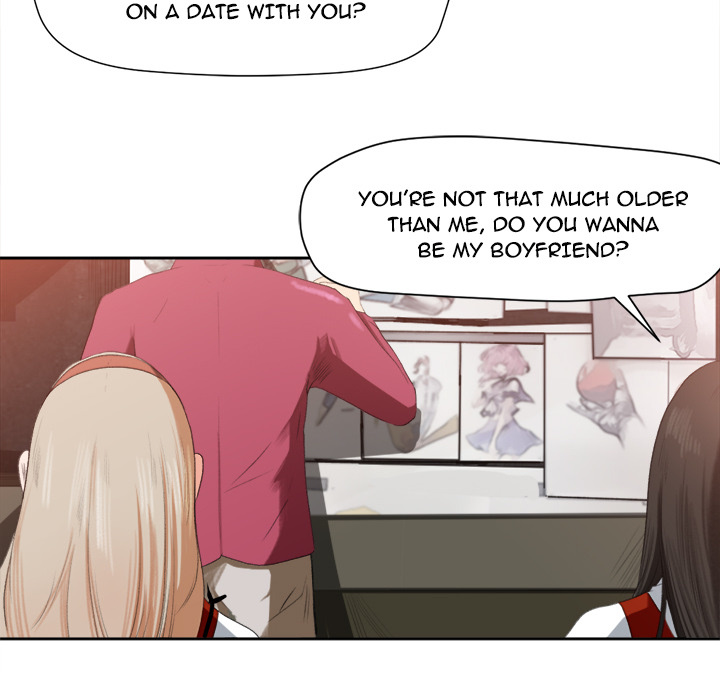 ON A DATE WITH YOU?
YOU'RE NOT THAT MUCH OLDER
THAN ME, DO YOU WANNA
BE MY BOYFRIEND?